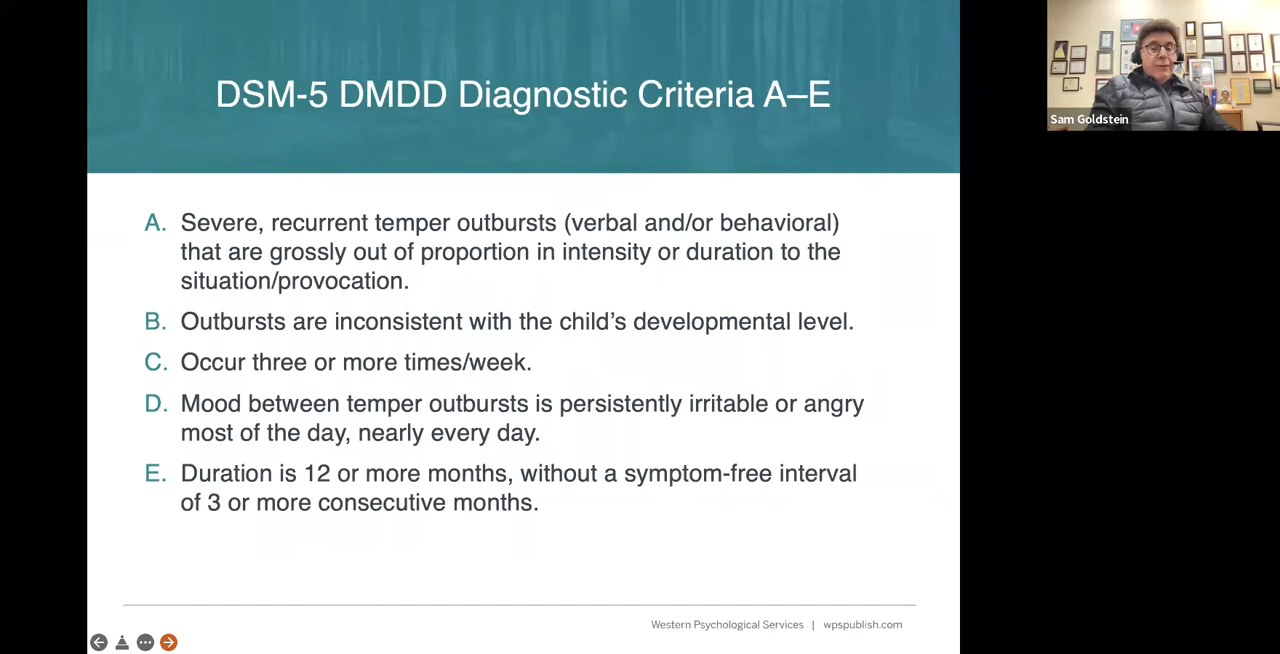 DSM-5 DMDD Diagnostic Criteria A–E
Sam Goldstein
A. Severe, recurrent temper outbursts (verbal and/or behavioral)
that are grossly out of proportion in intensity or duration to the
situation/provocation.
B. Outbursts are inconsistent with the child’s developmental level.
C. Occur three or more times/week.
D. Mood between temper outbursts is persistently irritable or angry
most of the day, nearly every day.
E. Duration is 12 or more months, without a symptom-free interval
of 3 or more consecutive months.
Western Psychological Services | wpspublish.com